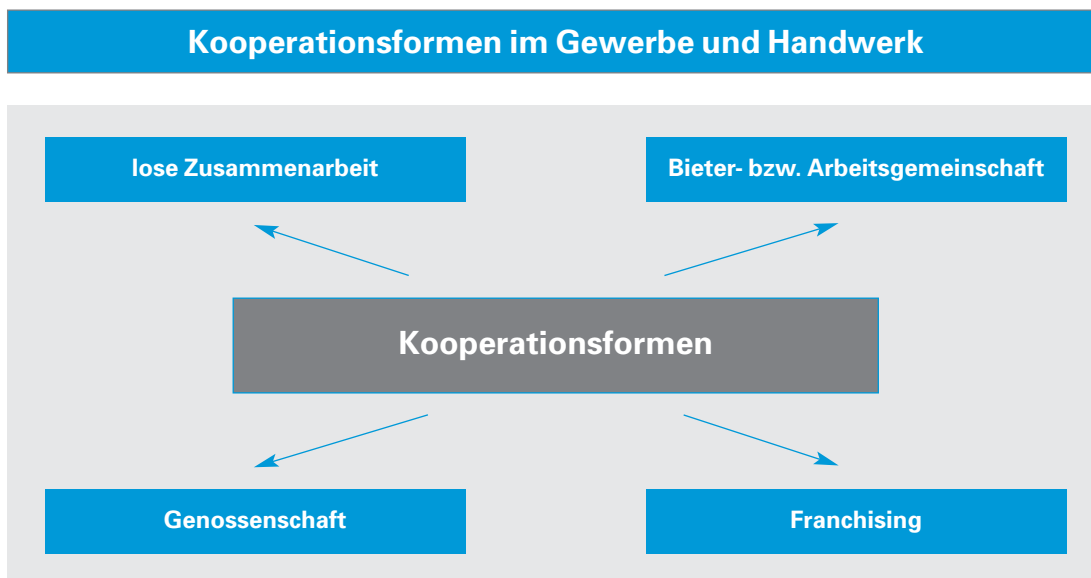 Kooperationsformen im Gewerbe und Handwerk
lose Zusammenarbeit
Bieter- bzw. Arbeitsgemeinschaft
Kooperationsformen
Genossenschaft
Franchising